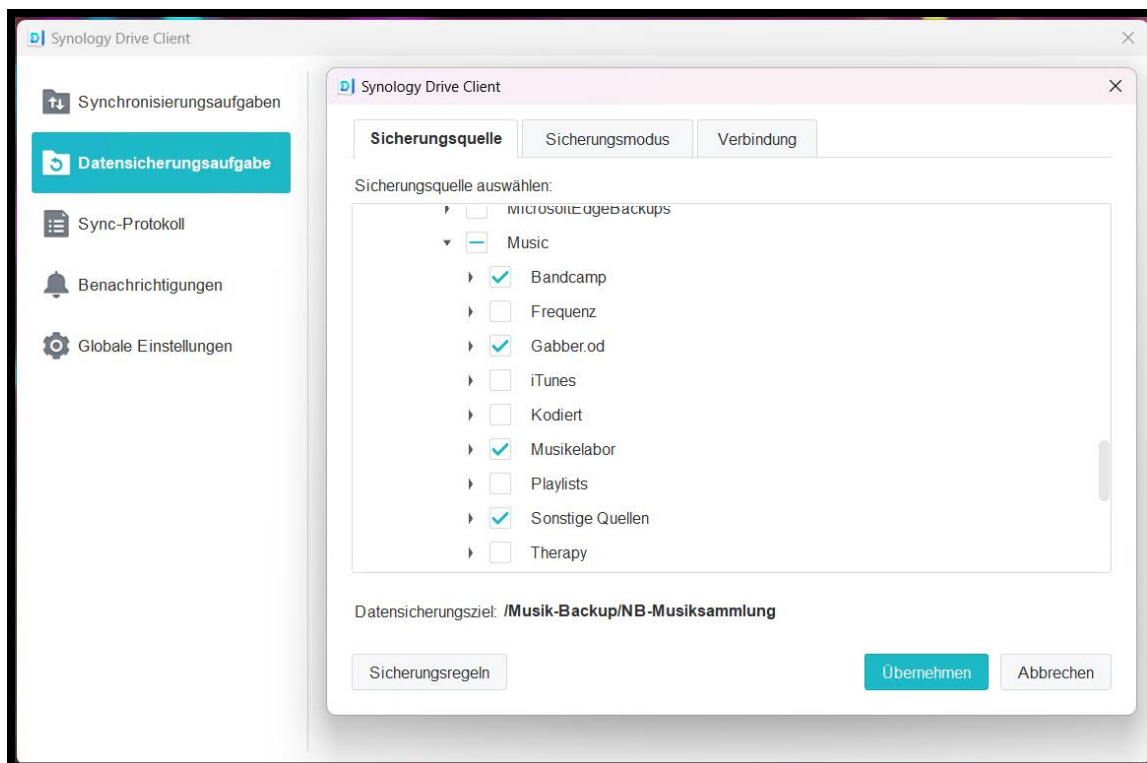 Synology Drive Client
Synchronisierungsaufgaben
Datensicherungsaufgabe
Sync-Protokoll
Benachrichtigungen
Globale Einstellungen
Synology Drive Client
Sicherungsquelle
Sicherungsmodus
Verbindung
Sicherungsquelle auswählen:
MicrosoftEdgeBackups
Music
Bandcamp
Frequenz
Gabber.od
iTunes
Kodiert
Musikelabor
Playlists
Sonstige Quellen
Therapy
Datensicherungsziel: /Musik-Backup/NB-Musiksammlung
Sicherungsregeln
Übernehmen
Abbrechen